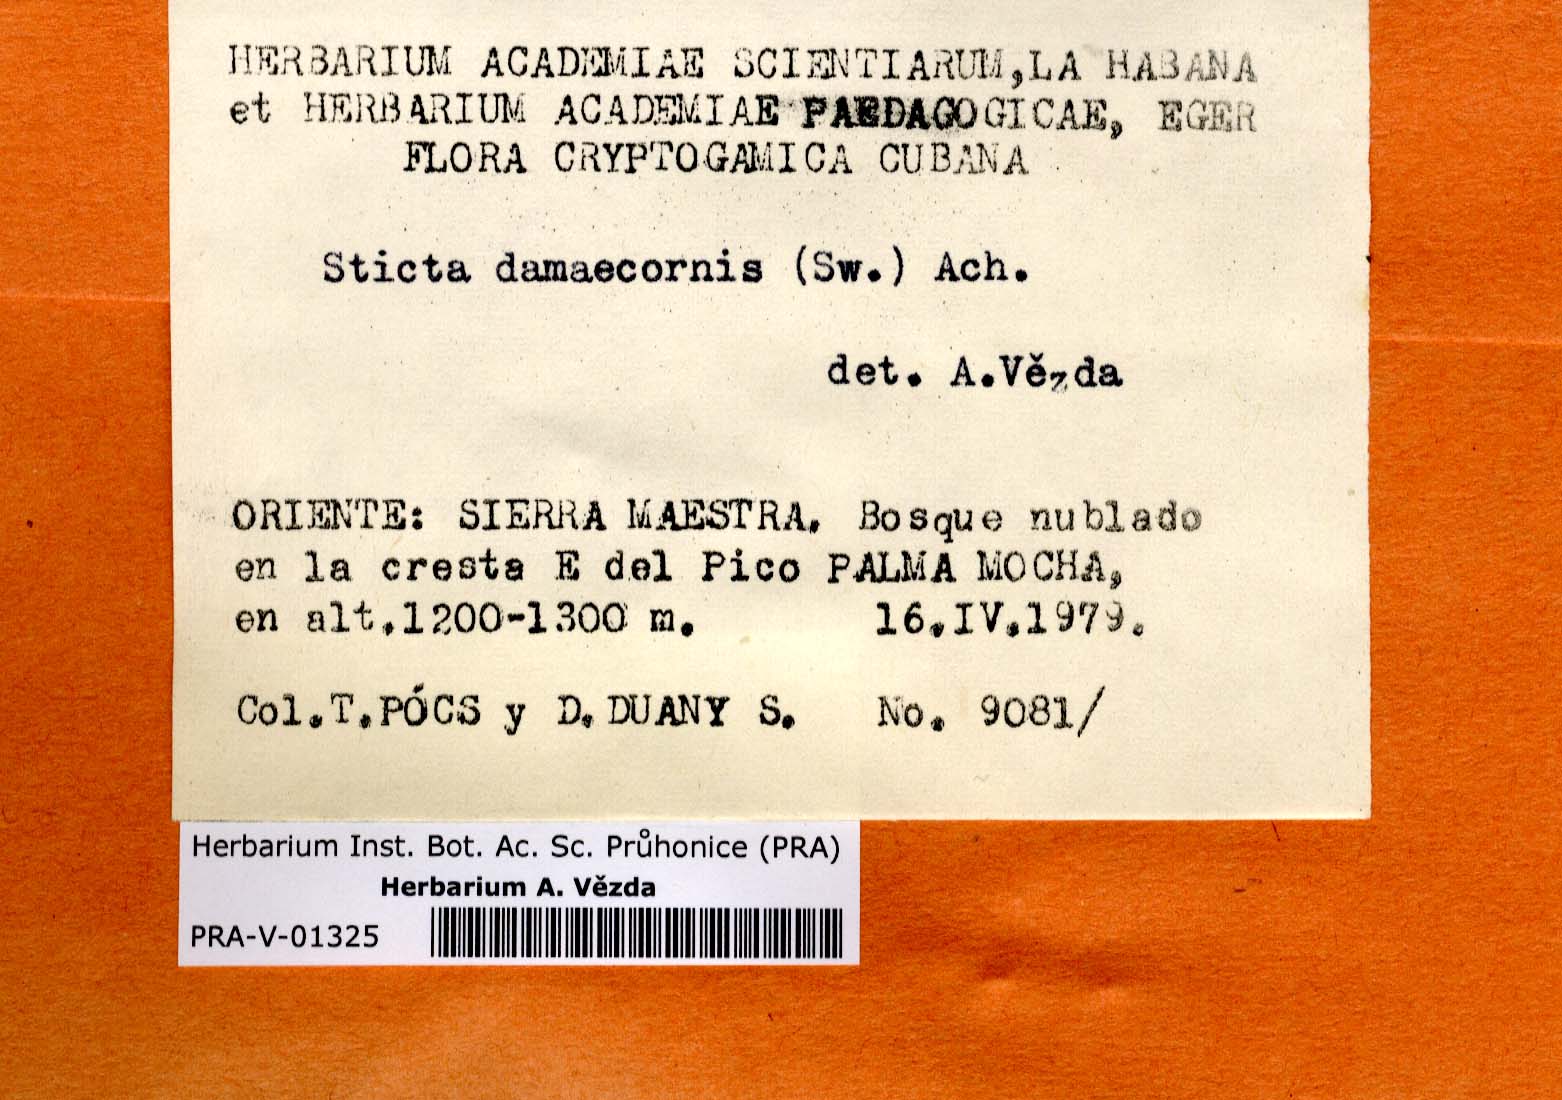 HERBARIUM ACADEMIAE SCIENTIARUM,LA HABANA
et HERBARIUM ACADEMIAE PAEDAGOGICAE, EGER
FLORA CRYPTOGAMICA CUBANA
Sticta damaecornis (Sw.) Ach.
det. A.Vězda
ORIENTE: SIERRA MAESTRA. Bosque nublado
en la cresta E del Pico PALMA MOCHA,
en alt.1200-1300 m. 16.IV.1979.
Col.T.PÓCS y D.DUANY S. No. 9081/
Herbarium Inst. Bot. Ac. Sc. Průhonice (PRA)
Herbarium A. Vězda
PRA-V-01325